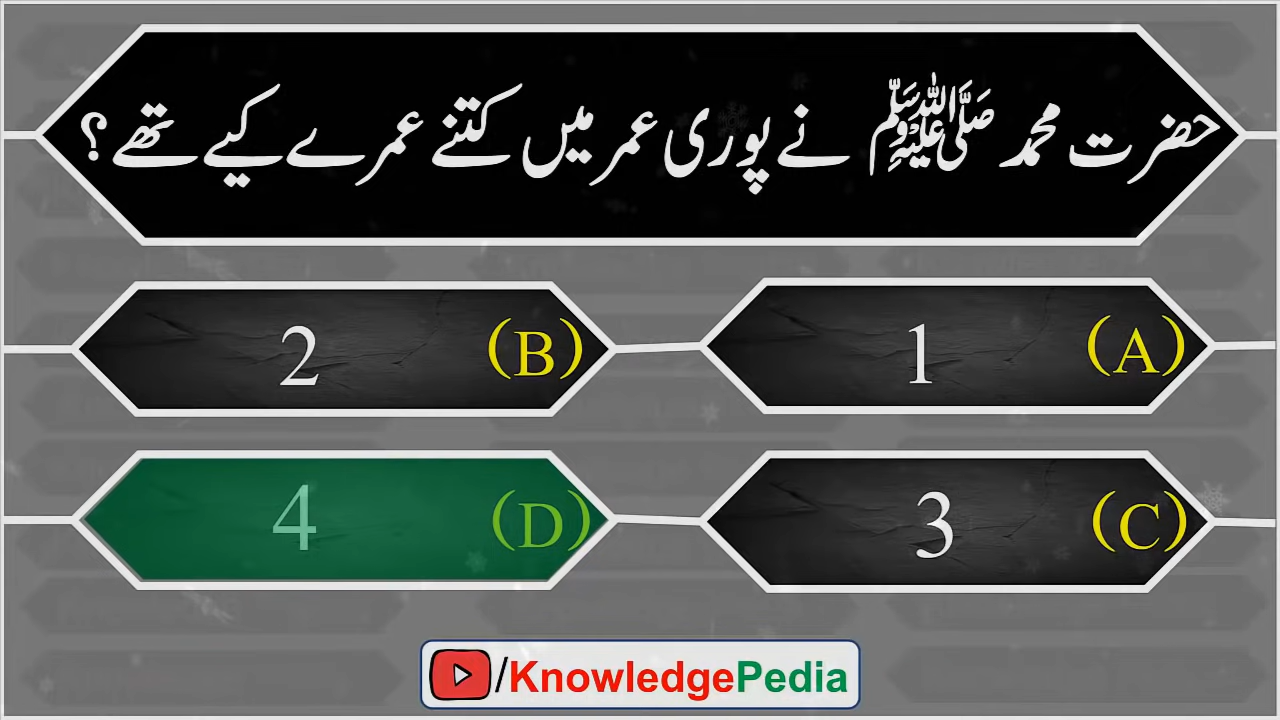 حضرت محمد ﷺ نے پوری عمر میں کتنے عمرے کیے تھے؟
(A) 1
(B) 2
(C) 3
(D) 4
/KnowledgePedia